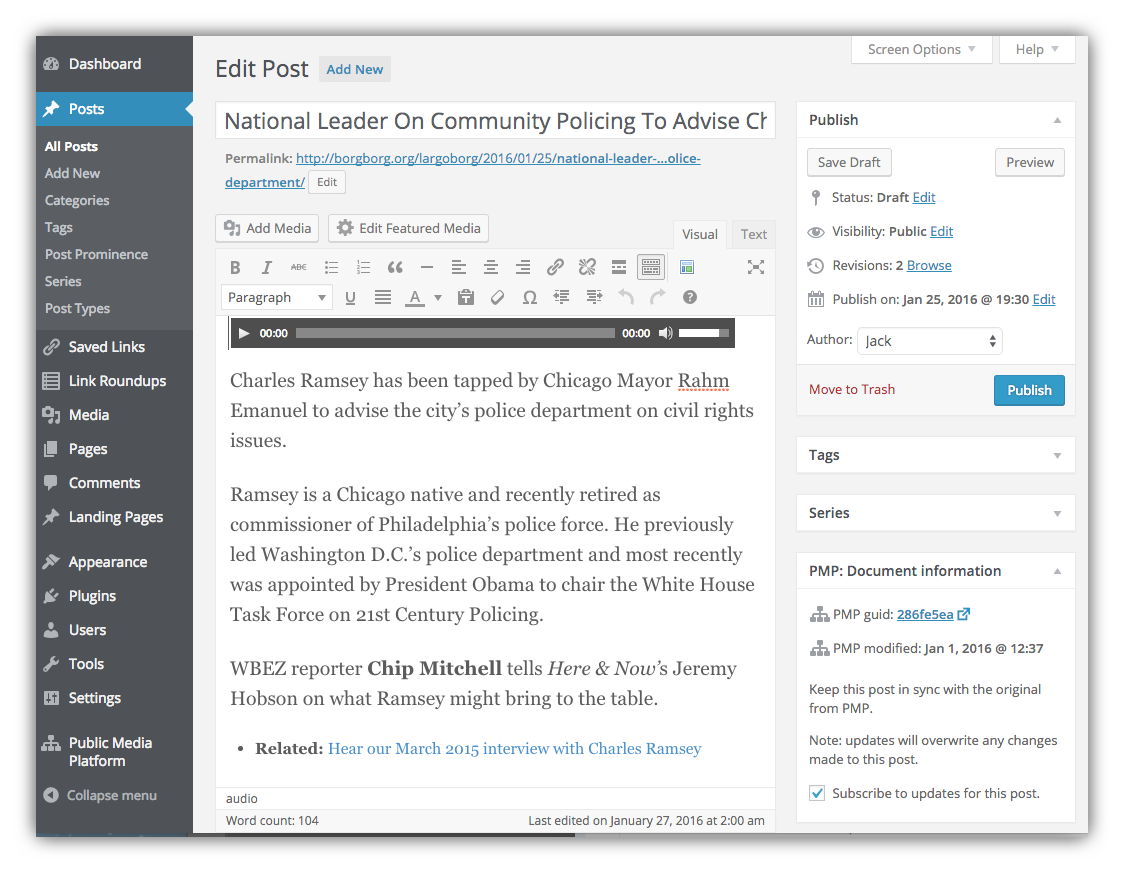 Screen Options
Help
Dashboard
Posts
All Posts
Add New
Categories
Tags
Post Prominence
Series
Post Types
Saved Links
Link Roundups
Media
Pages
Comments
Landing Pages
Appearance
Plugins
Users
Tools
Settings
Public Media
Platform
Collapse menu
Edit Post
Add New
National Leader On Community Policing To Advise Ch
Permalink: http://borgborg.org/largoborg/2016/01/25/national-leader-...olice-
department/ Edit
Add Media
Edit Featured Media
Visual
Text
B I ABC
Paragraph
U A Ω
00:00 00:00
Charles Ramsey has been tapped by Chicago Mayor Rahm
Emanuel to advise the city’s police department on civil rights
issues.
Ramsey is a Chicago native and recently retired as
commissioner of Philadelphia’s police force. He previously
led Washington D.C.’s police department and most recently
was appointed by President Obama to chair the White House
Task Force on 21st Century Policing.
WBEZ reporter Chip Mitchell tells Here & Now’s Jeremy
Hobson on what Ramsey might bring to the table.
• Related: Hear our March 2015 interview with Charles Ramsey
audio
Word count: 104
Last edited on January 27, 2016 at 2:00 am
Publish
Save Draft
Preview
Status: Draft Edit
Visibility: Public Edit
Revisions: 2 Browse
Publish on: Jan 25, 2016 @ 19:30 Edit
Author: Jack
Move to Trash
Publish
Tags
Series
PMP: Document information
PMP guid: 286fe5ea
PMP modified: Jan 1, 2016 @ 12:37
Keep this post in sync with the original
from PMP.
Note: updates will overwrite any changes
made to this post.
Subscribe to updates for this post.